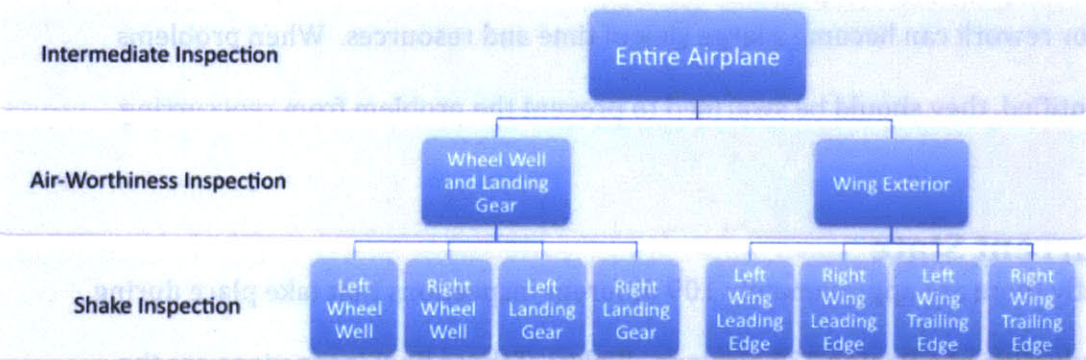 Intermediate Inspection
Entire Airplane
Air-Worthiness Inspection
Wheel Well
and Landing
Gear
Wing Exterior
Shake Inspection
Left
Wheel
Well
Right
Wheel
Well
Left
Landing
Gear
Right
Landing
Gear
Left
Wing
Leading
Edge
Right
Wing
Leading
Edge
Left
Wing
Trailing
Edge
Right
Wing
Trailing
Edge